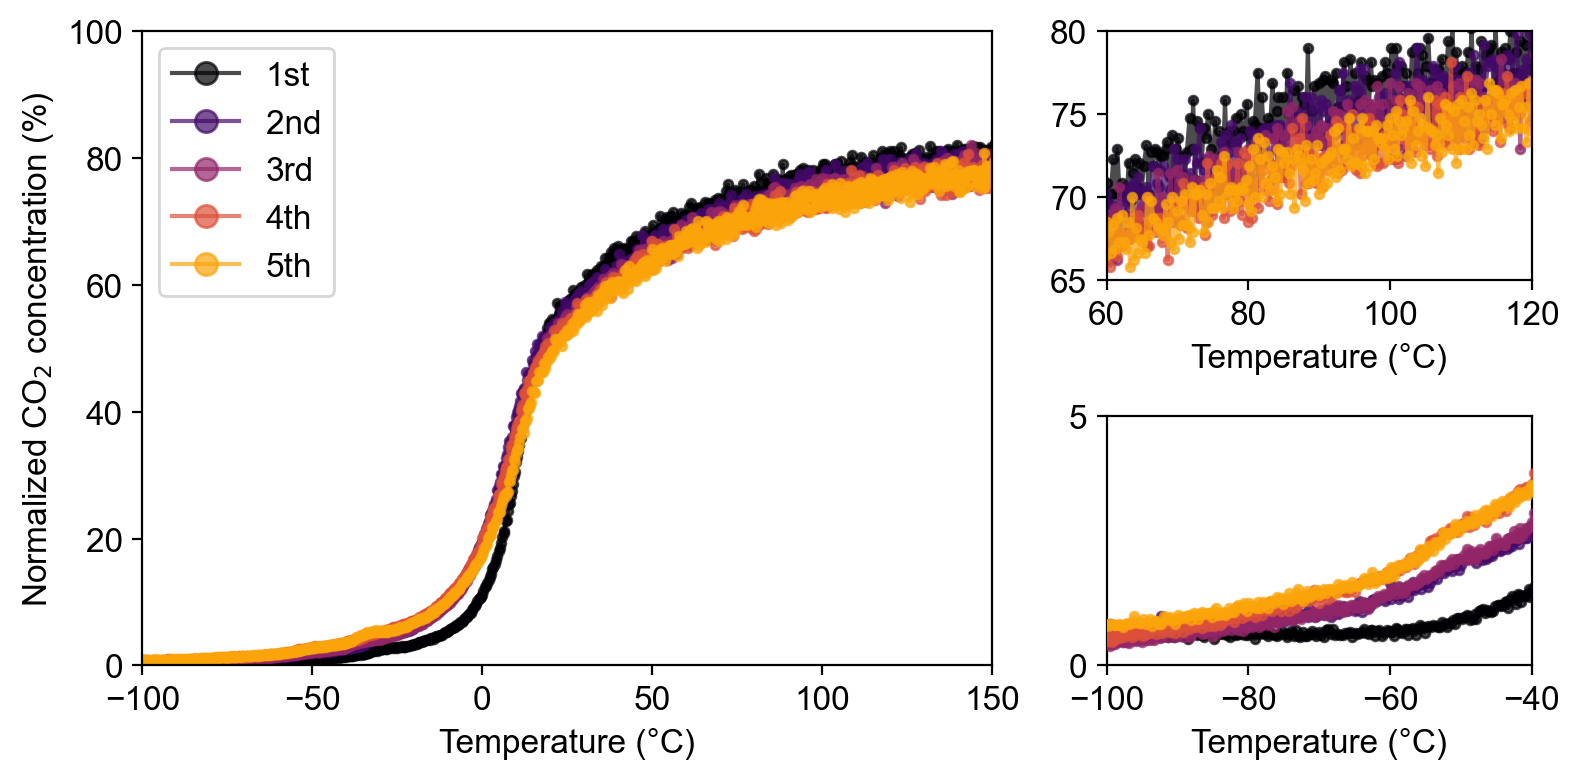 Normalized CO₂ concentration (%)
100
80
60
40
20
0
1st
2nd
3rd
4th
5th
−100 −50 0 50 100 150
Temperature (°C)
80
75
70
65
60 80 100 120
Temperature (°C)
5
0
−100 −80 −60 −40
Temperature (°C)